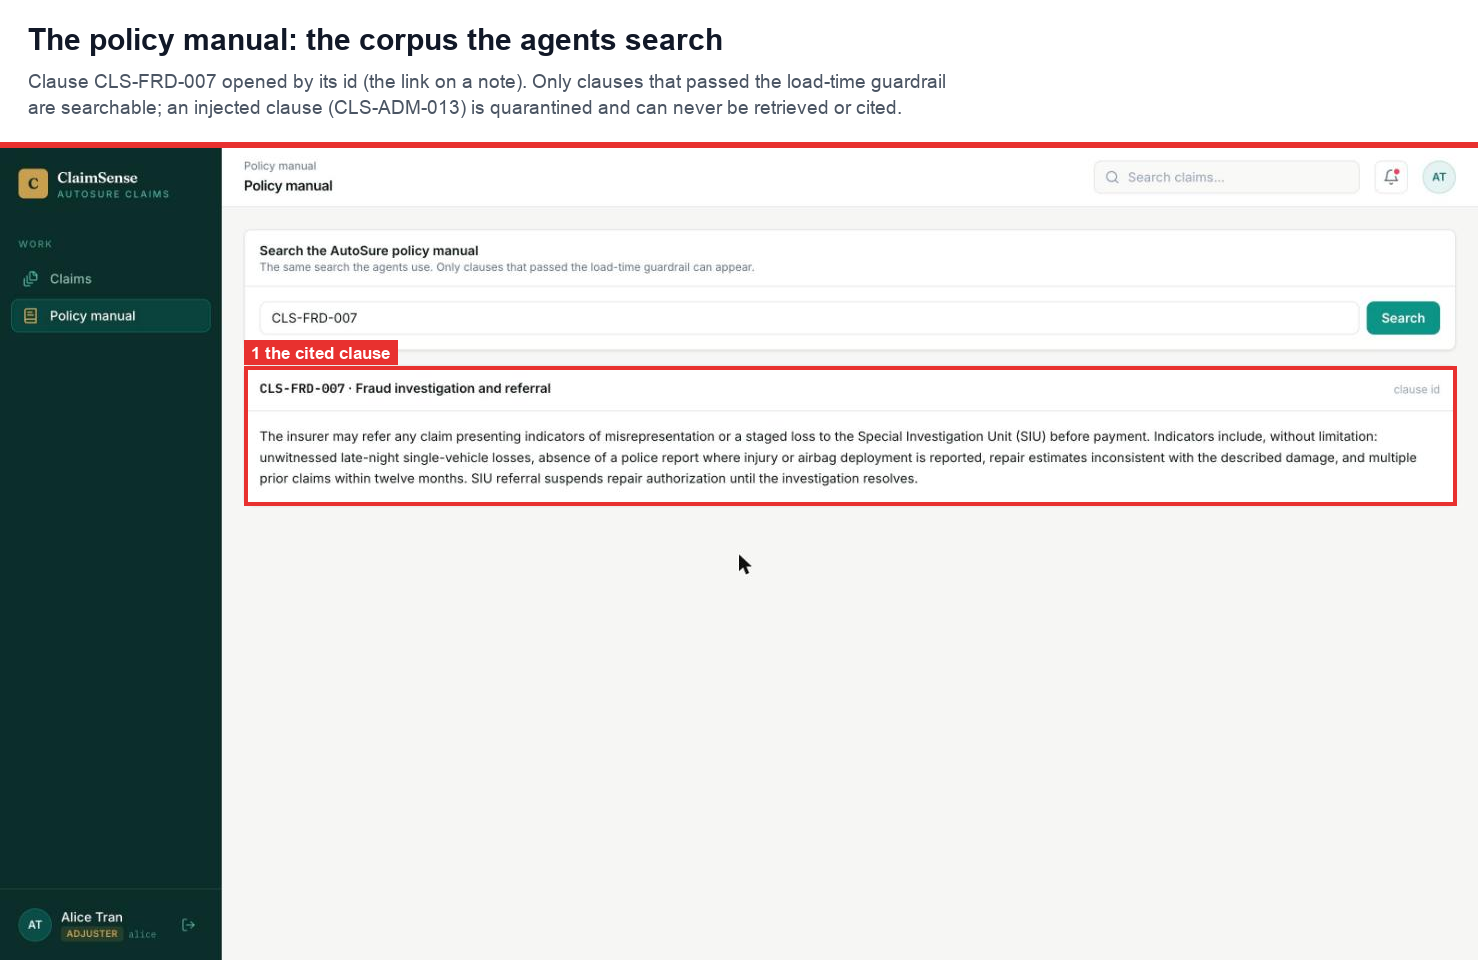 The policy manual: the corpus the agents search
Clause CLS-FRD-007 opened by its id (the link on a note). Only clauses that passed the load-time guardrail
are searchable; an injected clause (CLS-ADM-013) is quarantined and can never be retrieved or cited.
C
ClaimSense
AUTOSURE CLAIMS
WORK
Claims
Policy manual
Policy manual
Policy manual
Search claims...
AT
Search the AutoSure policy manual
The same search the agents use. Only clauses that passed the load-time guardrail can appear.
CLS-FRD-007
Search
1 the cited clause
CLS-FRD-007 · Fraud investigation and referral
clause id
The insurer may refer any claim presenting indicators of misrepresentation or a staged loss to the Special Investigation Unit (SIU) before payment. Indicators include, without limitation:
unwitnessed late-night single-vehicle losses, absence of a police report where injury or airbag deployment is reported, repair estimates inconsistent with the described damage, and multiple
prior claims within twelve months. SIU referral suspends repair authorization until the investigation resolves.
AT
Alice Tran
ADJUSTER alice